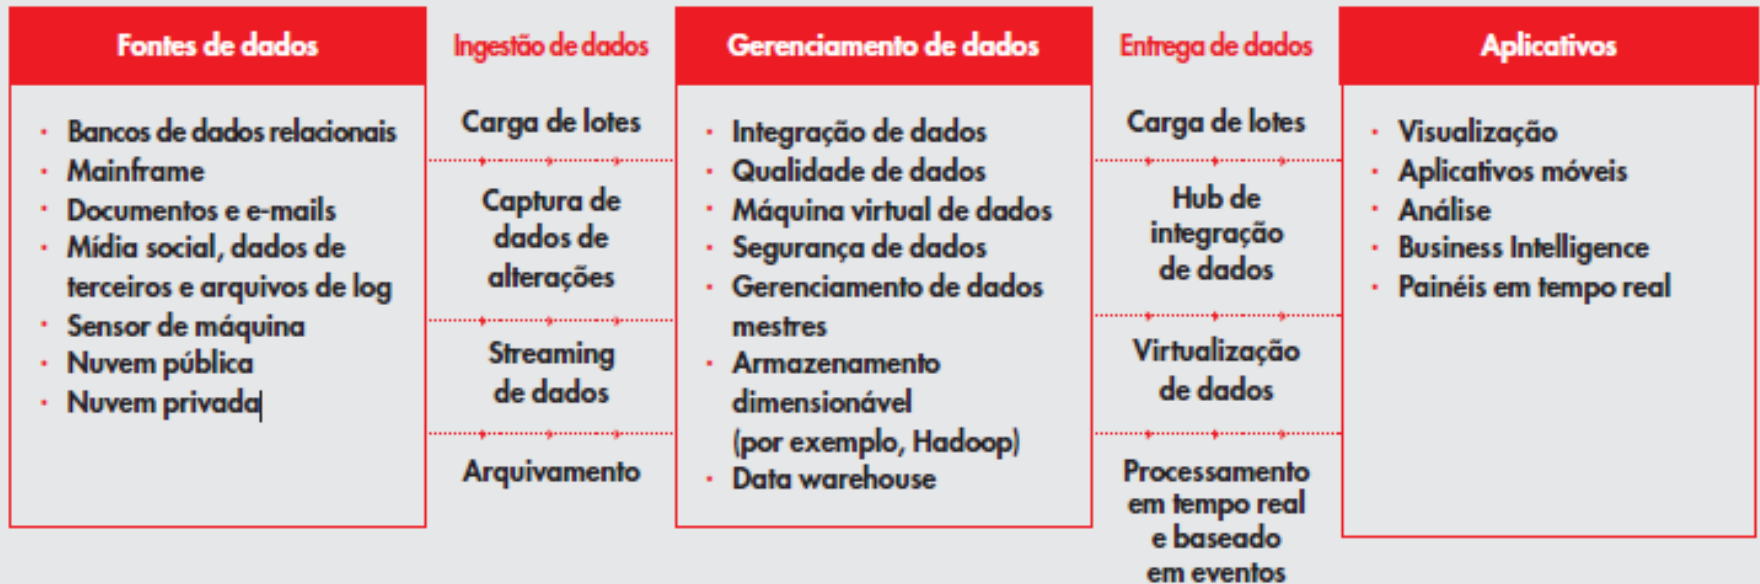 Fontes de dados
Bancos de dados relacionais
Mainframe
Documentos e e-mails
Mídia social, dados de
terceiros e arquivos de log
Sensor de máquina
Nuvem pública
Nuvem privada
Ingestão de dados
Carga de lotes
Captura de
dados de
alterações
Streaming
de dados
Arquivamento
Gerenciamento de dados
Integração de dados
Qualidade de dados
Máquina virtual de dados
Segurança de dados
Gerenciamento de dados
mestres
Armazenamento
dimensionável
(por exemplo, Hadoop)
Data warehouse
Entrega de dados
Carga de lotes
Hub de
integração
de dados
Virtualização
de dados
Processamento
em tempo real
e baseado
em eventos
Aplicativos
Visualização
Aplicativos móveis
Análise
Business Intelligence
Painéis em tempo real